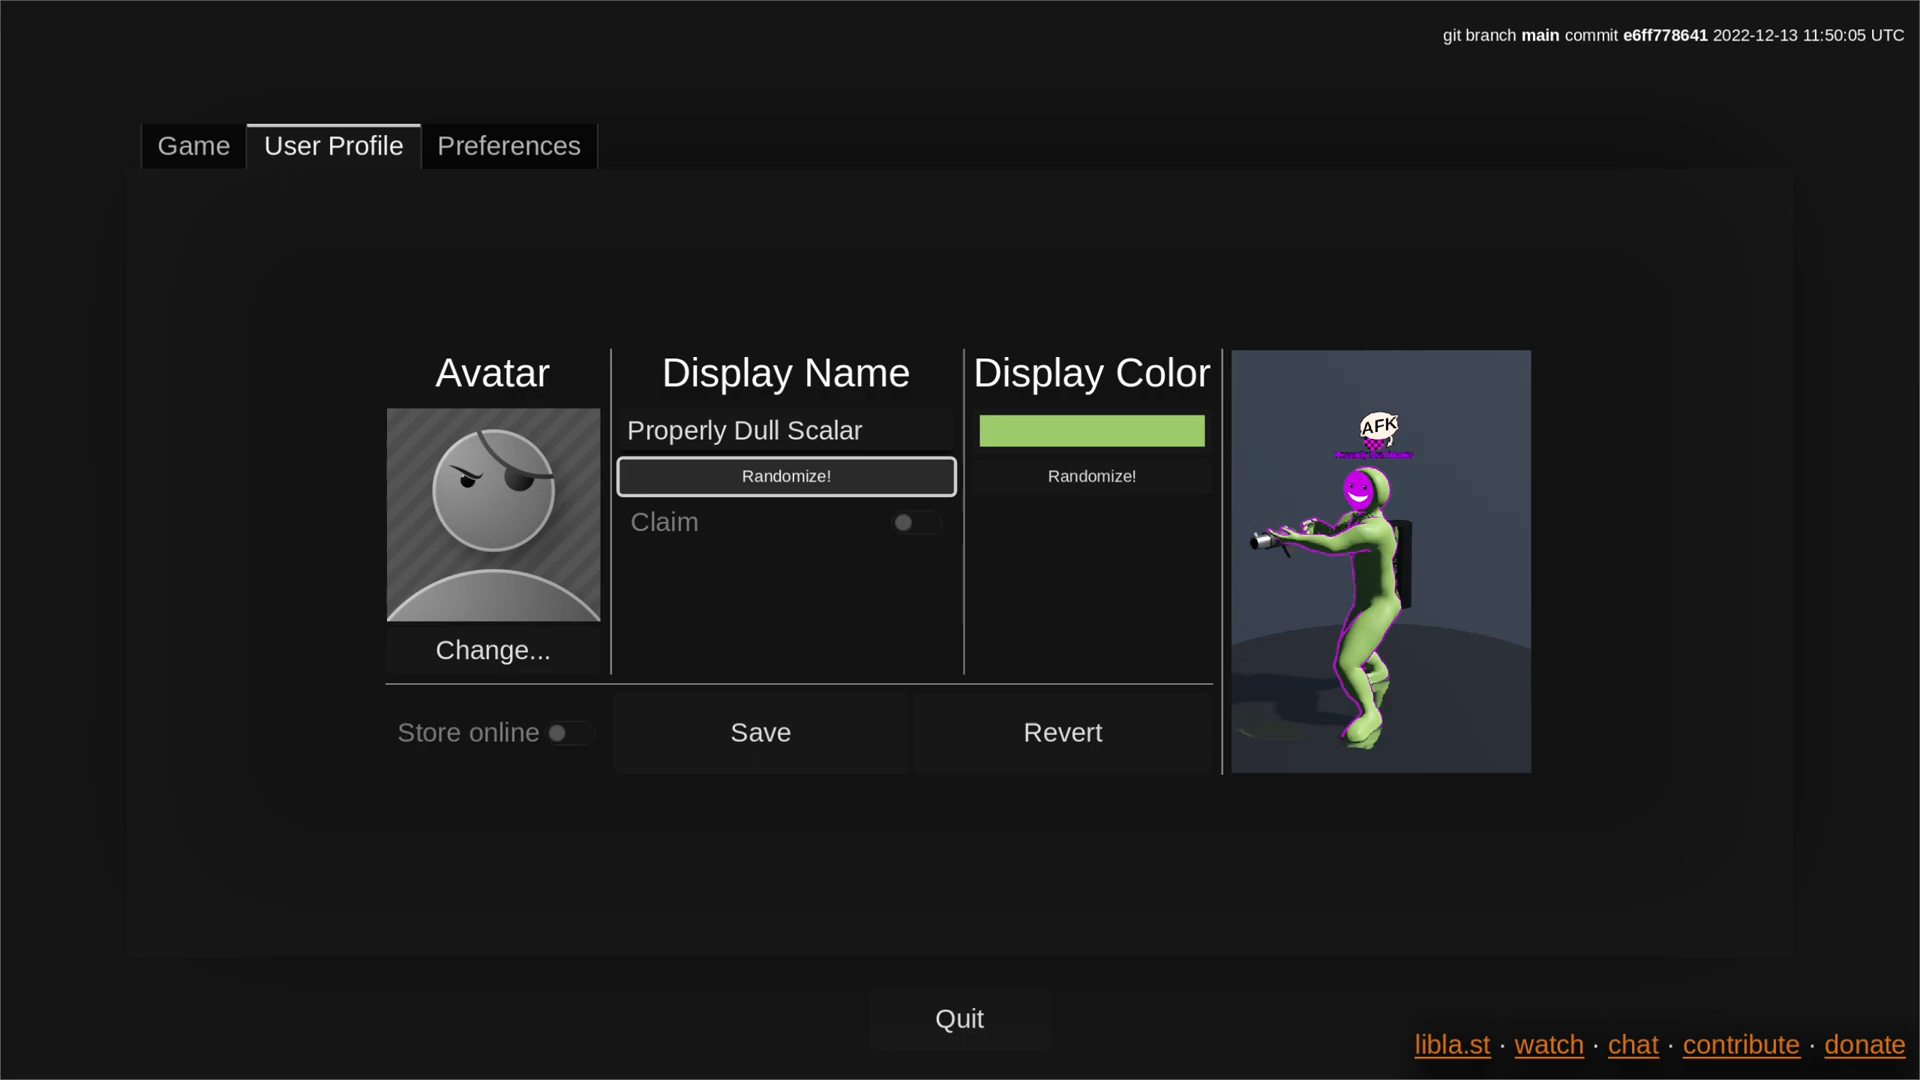 git branch main commit e6ff778641 2022-12-13 11:50:05 UTC
Game User Profile Preferences
Avatar Display Name Display Color
AFK
Properly Dull Scalar
Randomize! Randomize!
Claim
Change...
Store online Save Revert
Quit
libla.st · watch · chat · contribute · donate